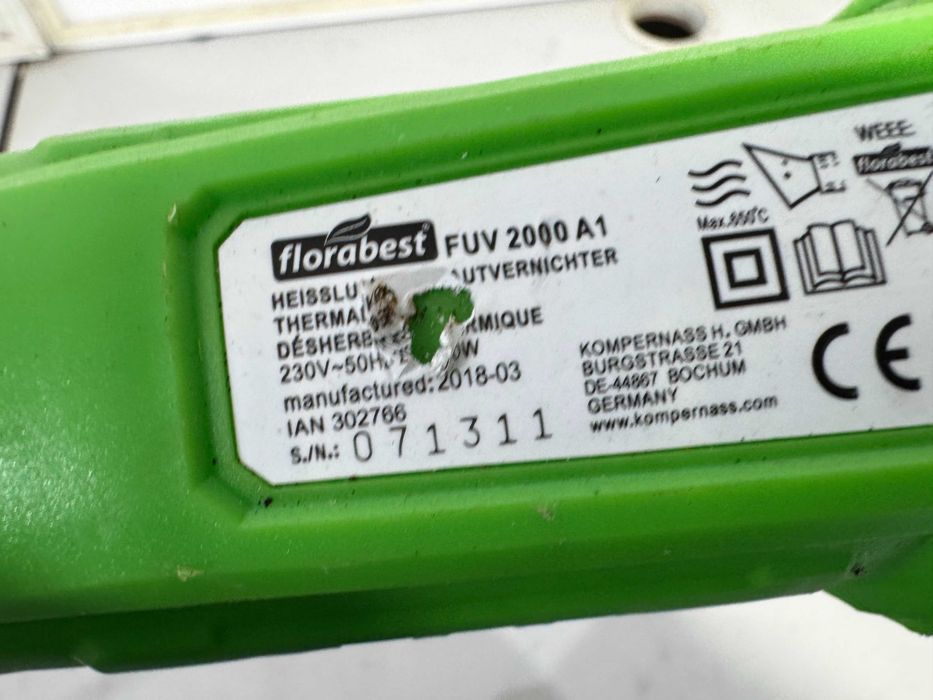 florabest FUV 2000 A1
HEISSLU AUTVERNICHTER
THERMAL
DÉSHERB RMIQUE
230V~50H 0W
manufactured: 2018-03
IAN 302766
S./N.: 071311
KOMPERNASS H. GMBH
BURGSTRASSE 21
DE-44867 BOCHUM
GERMANY
www.kompernass.com
Max.650°C
WEEE
florabest
CE